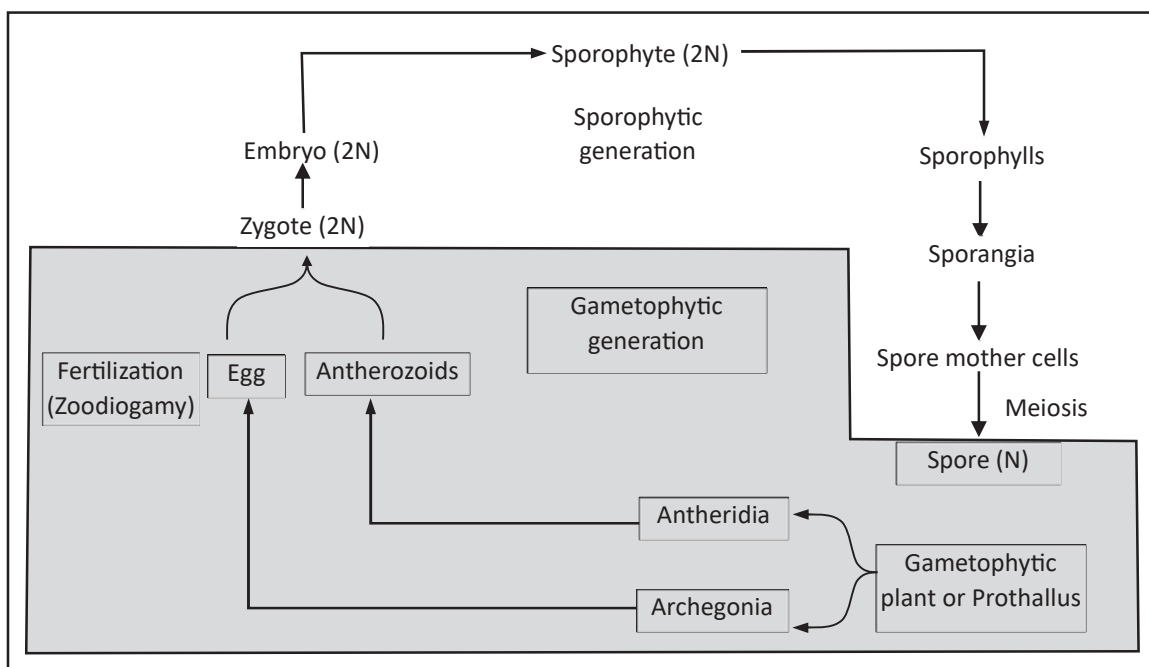 Sporophyte (2N)
Sporophytic
generation
Embryo (2N)
Sporophylls
Zygote (2N)
Sporangia
Gametophytic
generation
Fertilization
(Zoodiogamy)
Egg
Antherozoids
Spore mother cells
Meiosis
Spore (N)
Antheridia
Gametophytic
plant or Prothallus
Archegonia